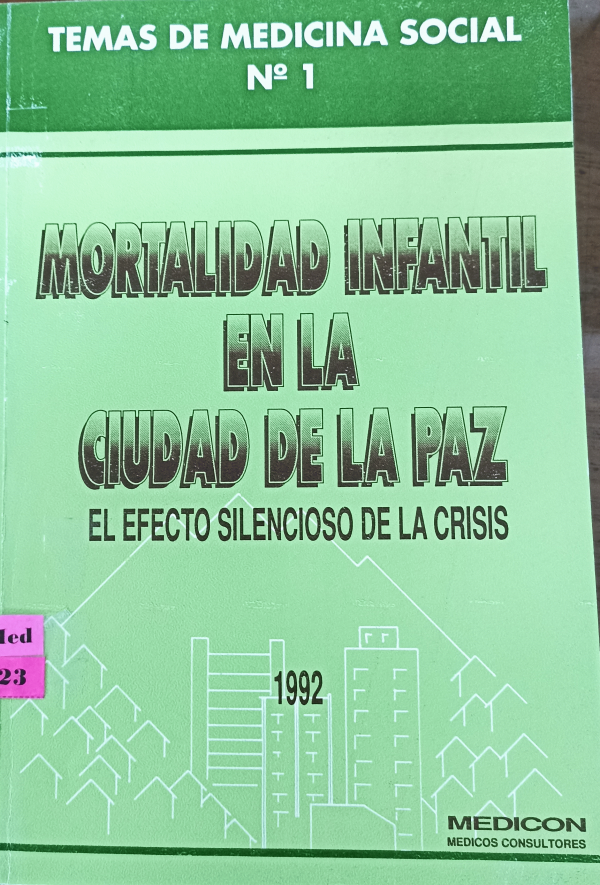 TEMAS DE MEDICINA SOCIAL
Nº 1
MORTALIDAD INFANTIL
EN LA
CIUDAD DE LA PAZ
EL EFECTO SILENCIOSO DE LA CRISIS
1992
23
MEDICON
MEDICOS CONSULTORES